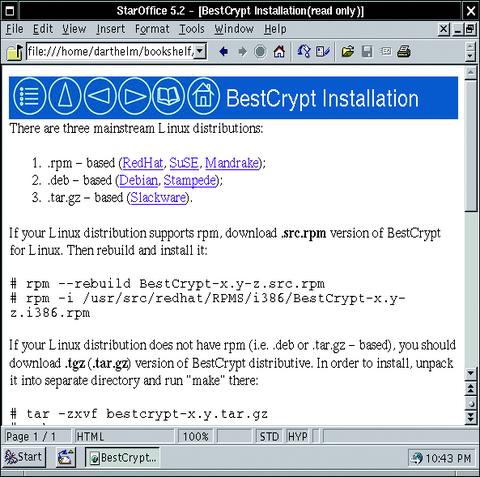 StarOffice 5.2 - [BestCrypt Installation(read only)]
File Edit View Insert Format Tools Window Help
file:///home/darthelm/bookshelf/
BestCrypt Installation
There are three mainstream Linux distributions:
1. .rpm – based (RedHat, SuSE, Mandrake);
2. .deb – based (Debian, Stampede);
3. .tar.gz – based (Slackware).
If your Linux distribution supports rpm, download .src.rpm version of BestCrypt
for Linux. Then rebuild and install it:
# rpm --rebuild BestCrypt-x.y-z.src.rpm
# rpm -i /usr/src/redhat/RPMS/i386/BestCrypt-x.y-
z.i386.rpm
If your Linux distribution does not have rpm (i.e. .deb or .tar.gz – based), you should
download .tgz (.tar.gz) version of BestCrypt distributive. In order to install, unpack
it into separate directory and run "make" there:
# tar -zxvf bestcrypt-x.y.tar.gz
#
Page 1 / 1 HTML 100% STD HYP
Start BestCryp... 10:43 PM